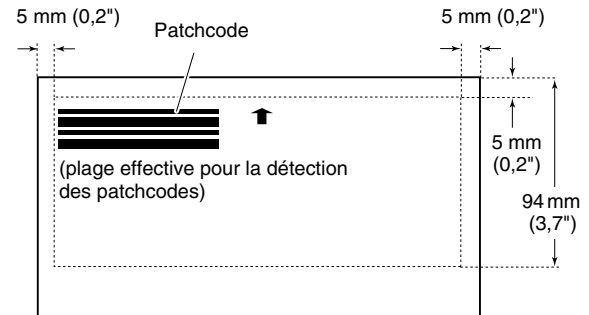 5 mm (0,2")
Patchcode
5 mm (0,2")
(plage effective pour la détection
des patchcodes)
5 mm
(0,2")
94 mm
(3,7")